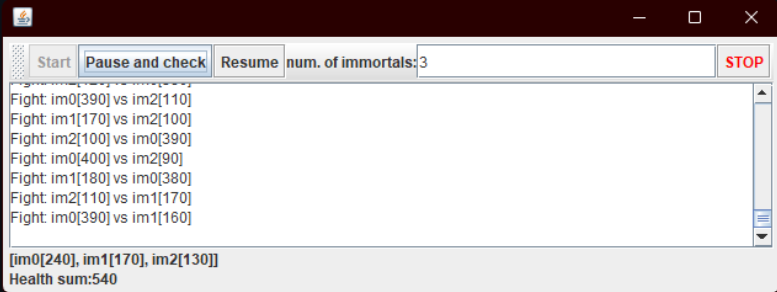 Start Pause and check Resume num. of immortals: 3 STOP
Fight: im0[390] vs im2[110]
Fight: im1[170] vs im2[100]
Fight: im2[100] vs im0[390]
Fight: im0[400] vs im2[90]
Fight: im1[180] vs im0[380]
Fight: im2[110] vs im1[170]
Fight: im0[390] vs im1[160]
[im0[240], im1[170], im2[130]]
Health sum:540